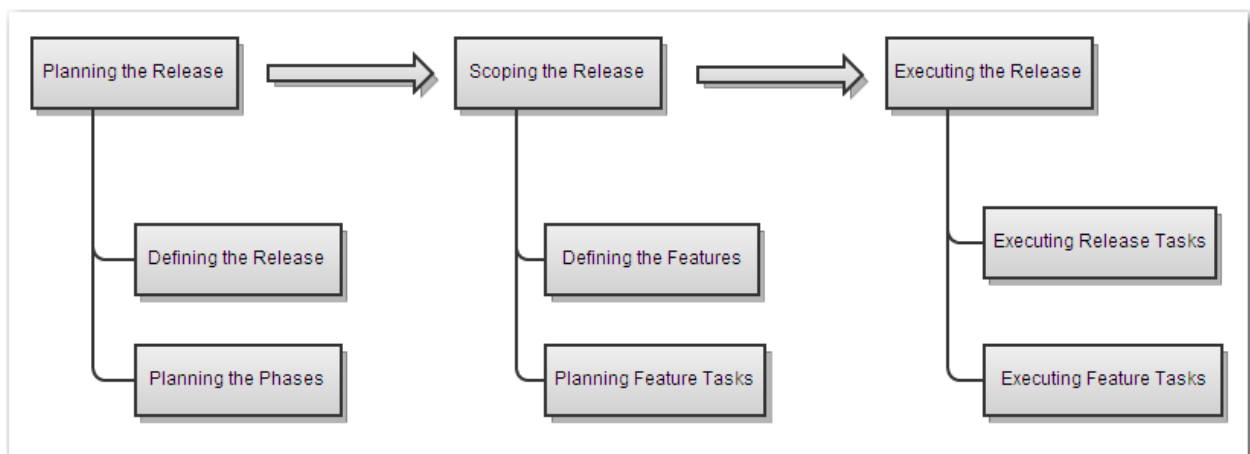 Planning the Release
Scoping the Release
Executing the Release
Defining the Release
Defining the Features
Executing Release Tasks
Planning the Phases
Planning Feature Tasks
Executing Feature Tasks